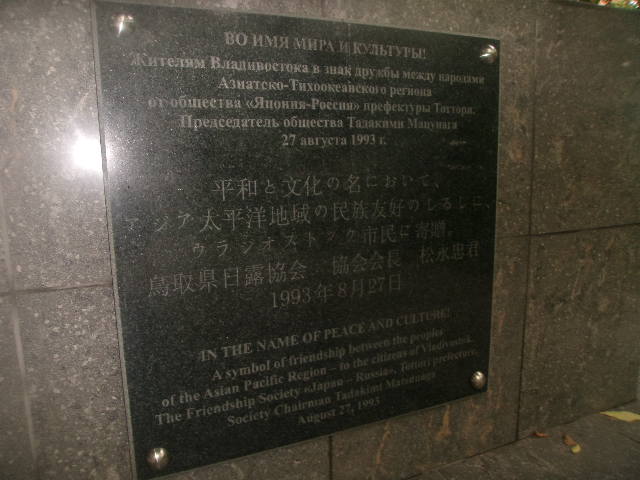 ВО ИМЯ МИРА И КУЛЬТУРЫ!
Жителям Владивостока в знак дружбы между народами
Азиатско-Тихоокеанского региона
от общества «Япония-Россия» префектуры Тоттори.
Председатель общества Тадакими Мацунага
27 августа 1993 г.
平和と文化の名において、
アジア太平洋地域の民族友好のしるしに、
ウラジオストック市民に寄贈。
鳥取県日露協会 協会会長 松永忠君
1993年8月27日
IN THE NAME OF PEACE AND CULTURE!
A symbol of friendship between the peoples
of the Asian Pacific Region – to the citizens of Vladivostok.
The Friendship Society «Japan – Russia», Tottori prefecture,
Society Chairman Tadakimi Matsunaga
August 27, 1993